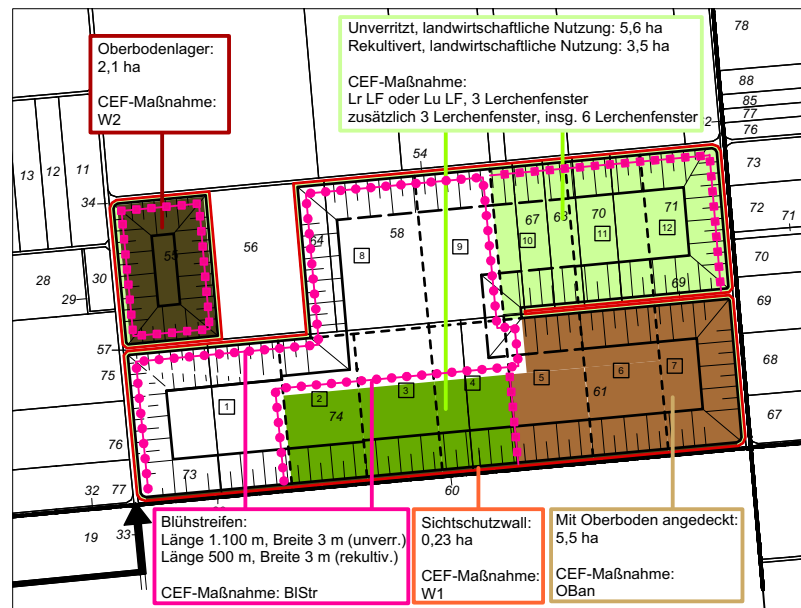 Oberbodenlager:
2,1 ha
CEF-Maßnahme:
W2
Unverritzt, landwirtschaftliche Nutzung: 5,6 ha
Rekultivert, landwirtschaftliche Nutzung: 3,5 ha
CEF-Maßnahme:
Lr LF oder Lu LF, 3 Lerchenfenster
zusätzlich 3 Lerchenfenster, insg. 6 Lerchenfenster
78
88
85
77
76
13
12
11
54
73
34
72
71
56
64
58
67
70
71
55
8
9
10
11
12
28
29
30
70
69
69
57
75
68
5
6
7
61
2
3
4
1
74
67
76
73
32
77
60
19
33
Blühstreifen:
Länge 1.100 m, Breite 3 m (unverr.)
Länge 500 m, Breite 3 m (rekultiv.)
CEF-Maßnahme: BlStr
Sichtschutzwall:
0,23 ha
CEF-Maßnahme:
W1
Mit Oberboden angedeckt:
5,5 ha
CEF-Maßnahme:
OBan